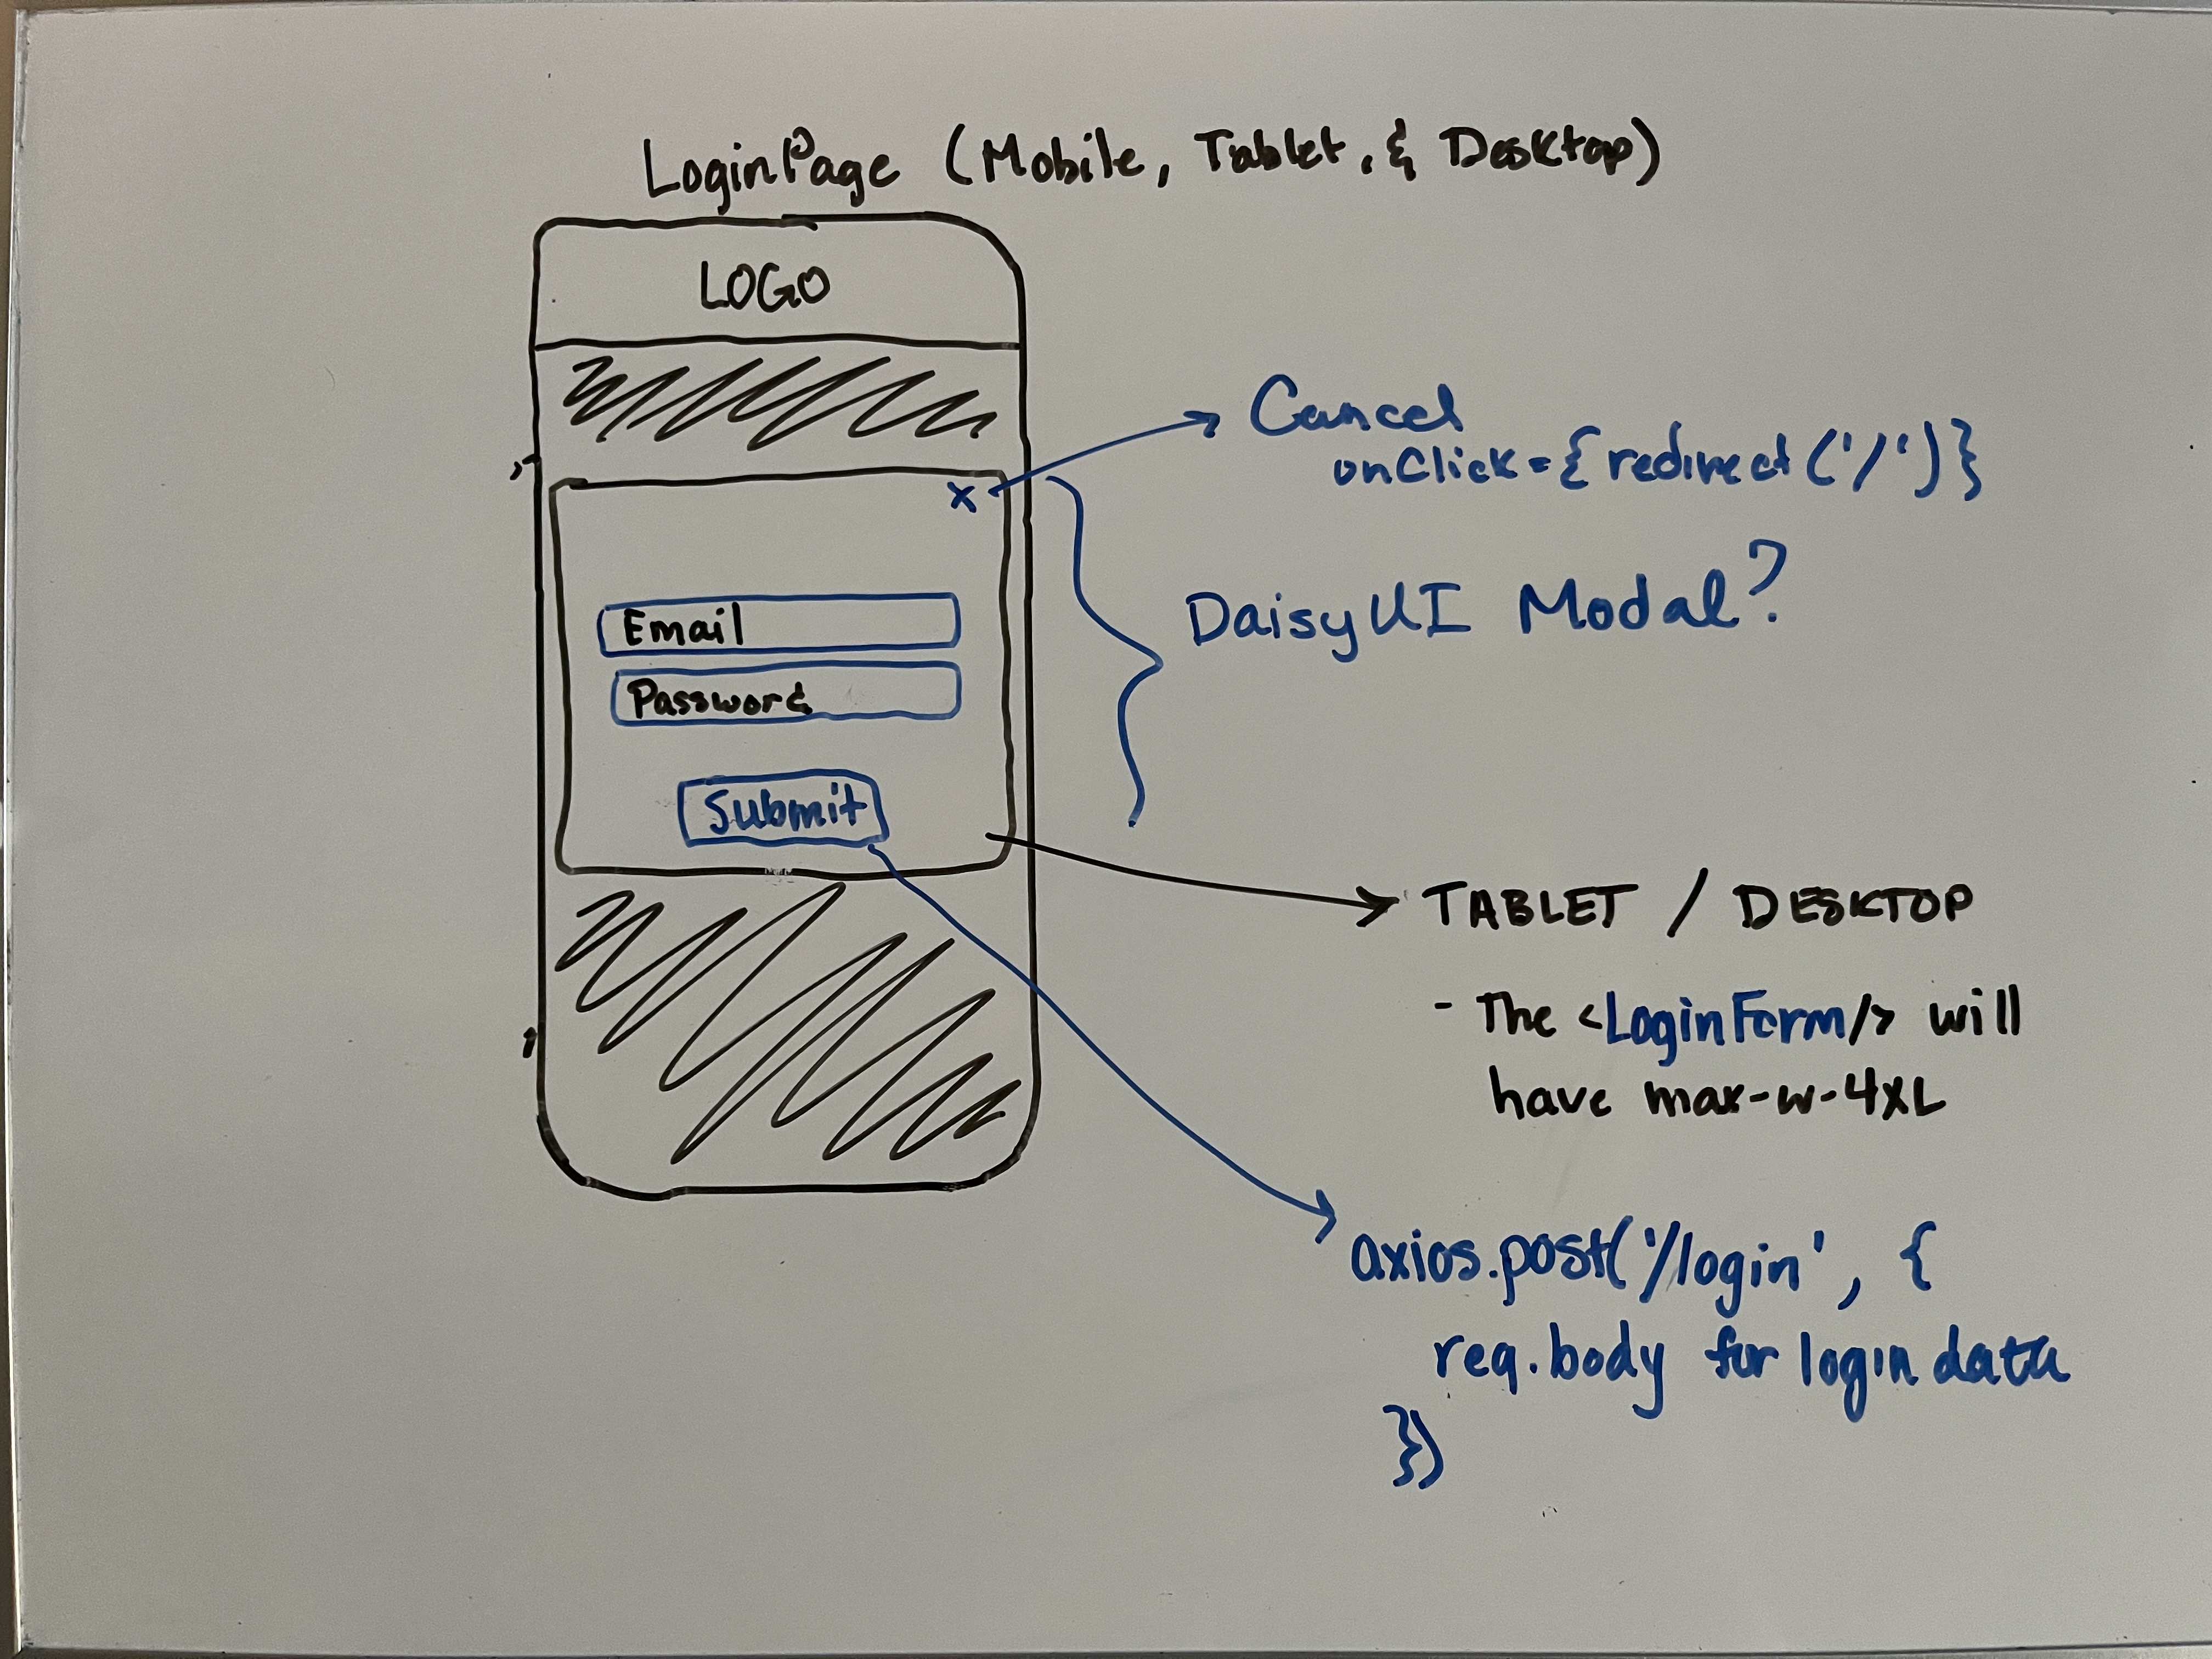 LoginPage (Mobile, Tablet, & Desktop)
LOGO
x
Cancel
onClick={redirect('/')}
DaisyUI Modal?
Email
Password
Submit
TABLET / DESKTOP
- The <LoginForm/> will
have max-w-4XL
axios.post('/login', {
req.body for login data
})